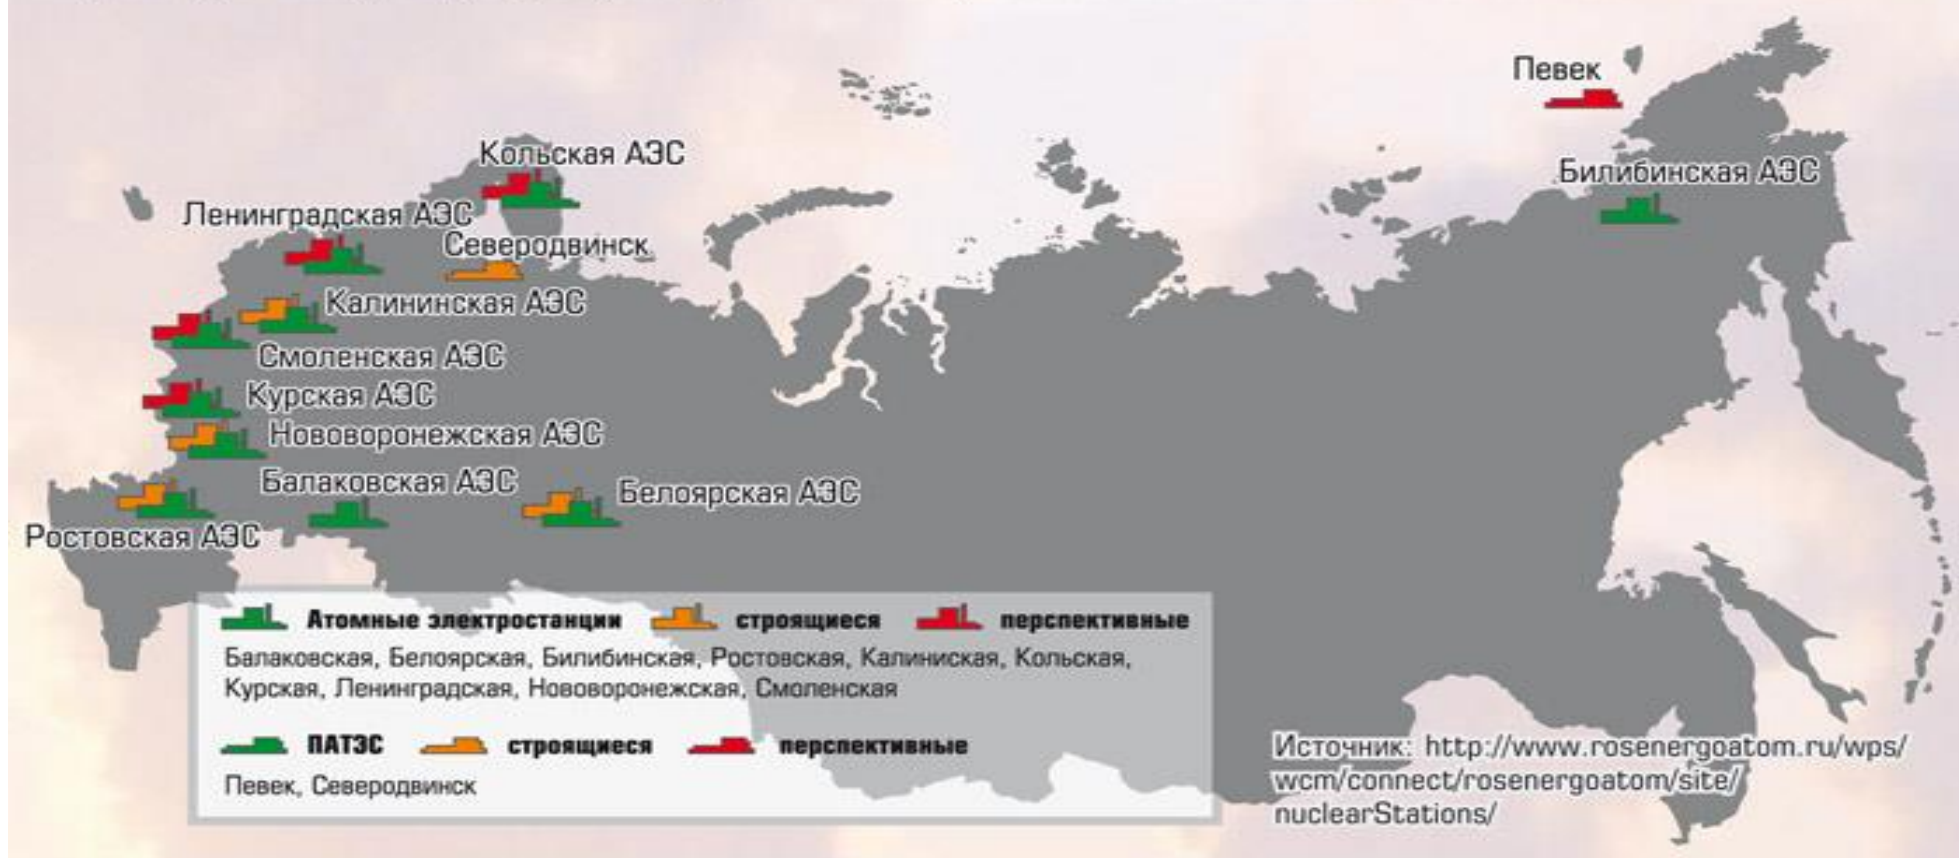 Певек
Кольская АЭС
Билибинская АЭС
Ленинградская АЭС
Северодвинск
Калининская АЭС
Смоленская АЭС
Курская АЭС
Нововоронежская АЭС
Балаковская АЭС
Белоярская АЭС
Ростовская АЭС
Атомные электростанции строящиеся перспективные
Балаковская, Белоярская, Билибинская, Ростовская, Калиниская, Кольская,
Курская, Ленинградская, Нововоронежская, Смоленская
ПАТЭС строящиеся перспективные
Певек, Северодвинск
Источник: http://www.rosenergoatom.ru/wps/
wcm/connect/rosenergoatom/site/
nuclearStations/